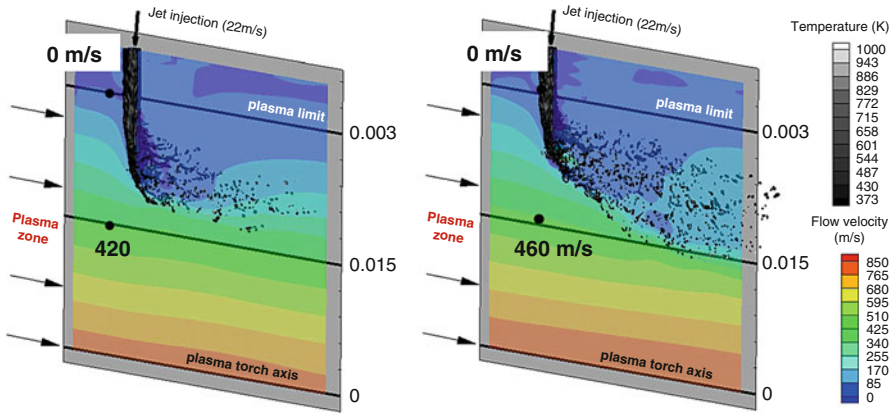 Jet injection (22m/s)
0 m/s
plasma limit
0.003
Plasma
zone
420
0.015
plasma torch axis
0
Jet injection (22m/s)
0 m/s
plasma limit
0.003
Plasma
zone
460 m/s
0.015
plasma torch axis
0
Temperature (K)
1000
943
886
829
772
715
658
601
544
487
430
373
Flow velocity
(m/s)
850
765
680
595
510
425
340
255
170
85
0